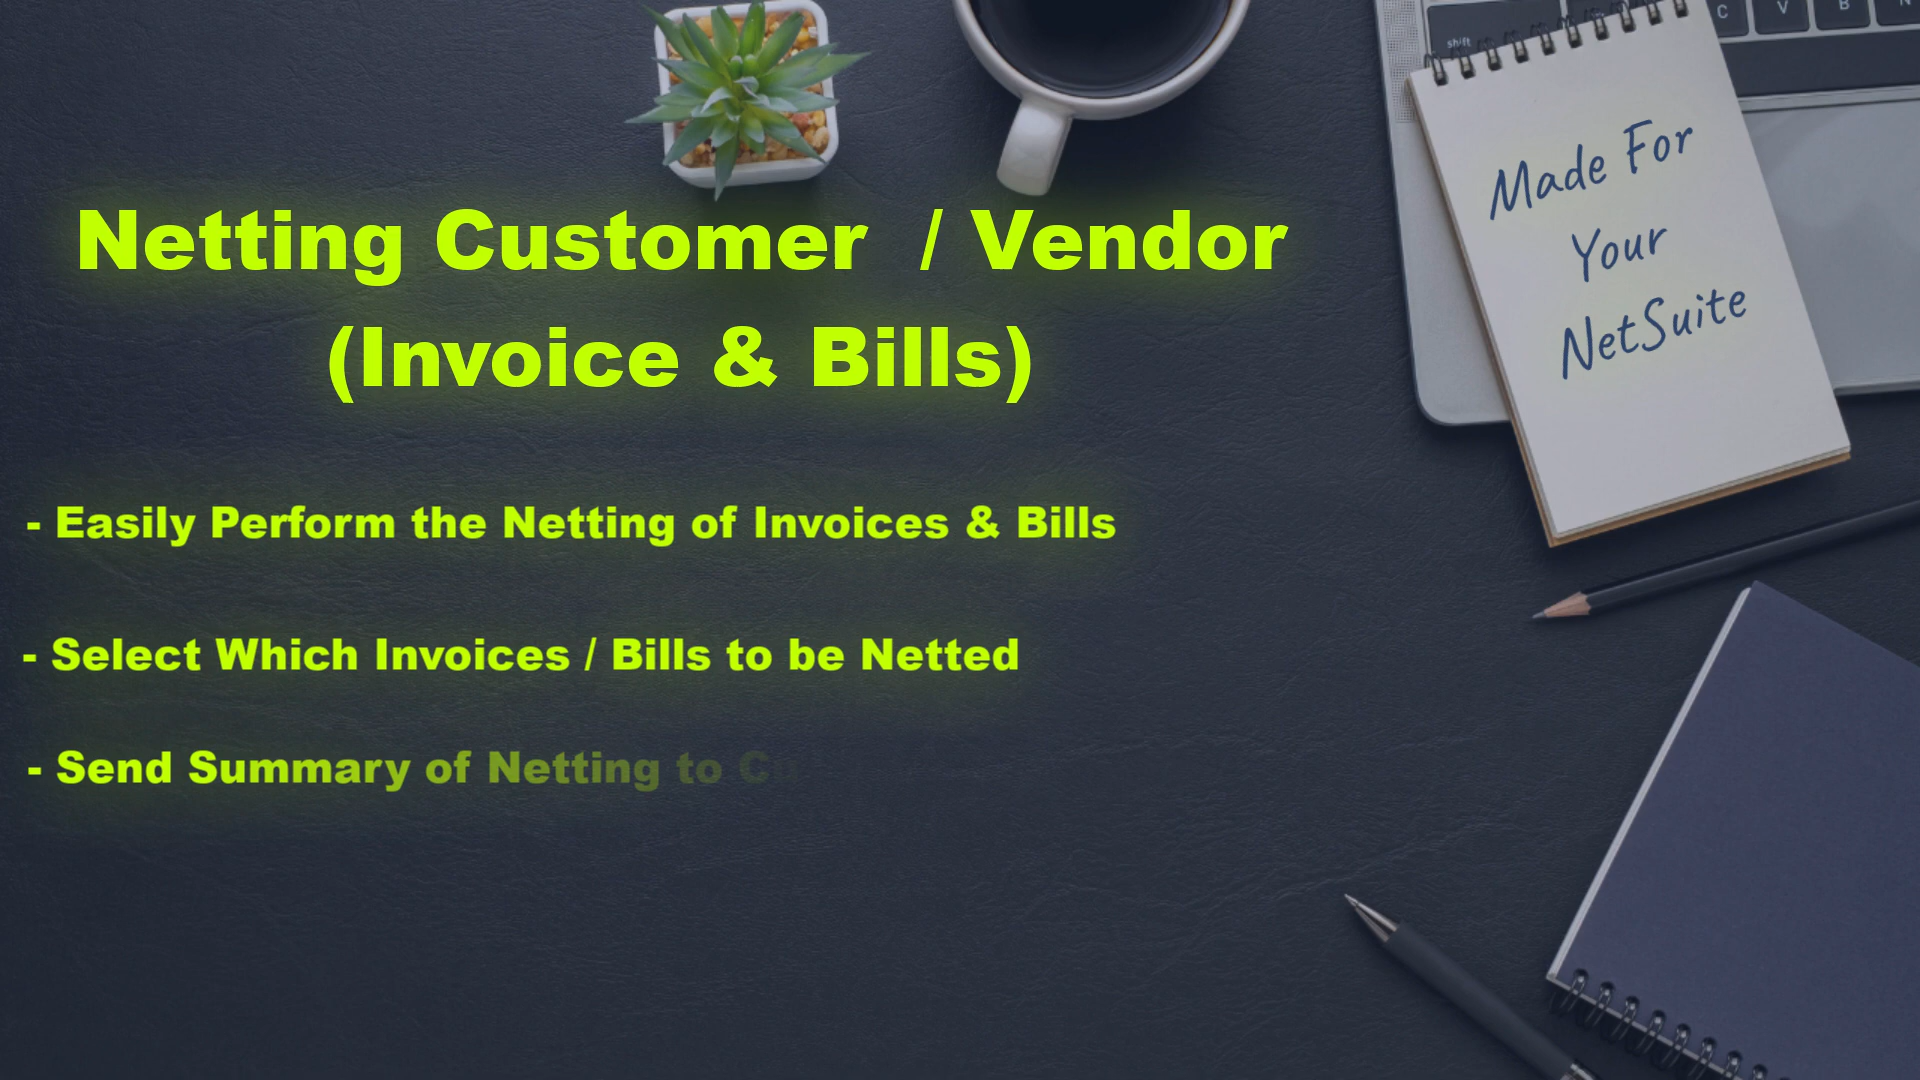 Netting Customer / Vendor
(Invoice & Bills)
- Easily Perform the Netting of Invoices & Bills
- Select Which Invoices / Bills to be Netted
- Send Summary of Netting to
Made For
Your
NetSuite
shift
C
V
B
N